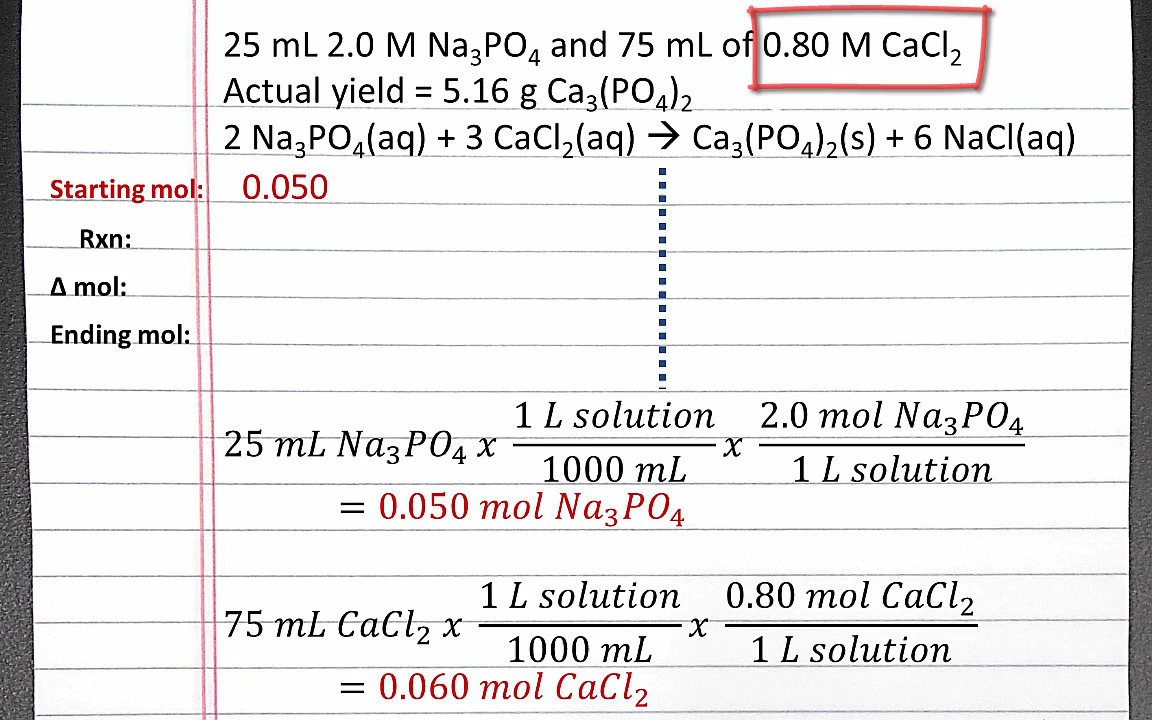 25 mL 2.0 M Na₃PO₄ and 75 mL of 0.80 M CaCl₂
Actual yield = 5.16 g Ca₃(PO₄)₂
2 Na₃PO₄(aq) + 3 CaCl₂(aq) → Ca₃(PO₄)₂(s) + 6 NaCl(aq)
Starting mol: 0.050
Rxn:
Δ mol:
Ending mol:
25 mL Na₃PO₄ x (1 L solution / 1000 mL) x (2.0 mol Na₃PO₄ / 1 L solution)
= 0.050 mol Na₃PO₄
75 mL CaCl₂ x (1 L solution / 1000 mL) x (0.80 mol CaCl₂ / 1 L solution)
= 0.060 mol CaCl₂